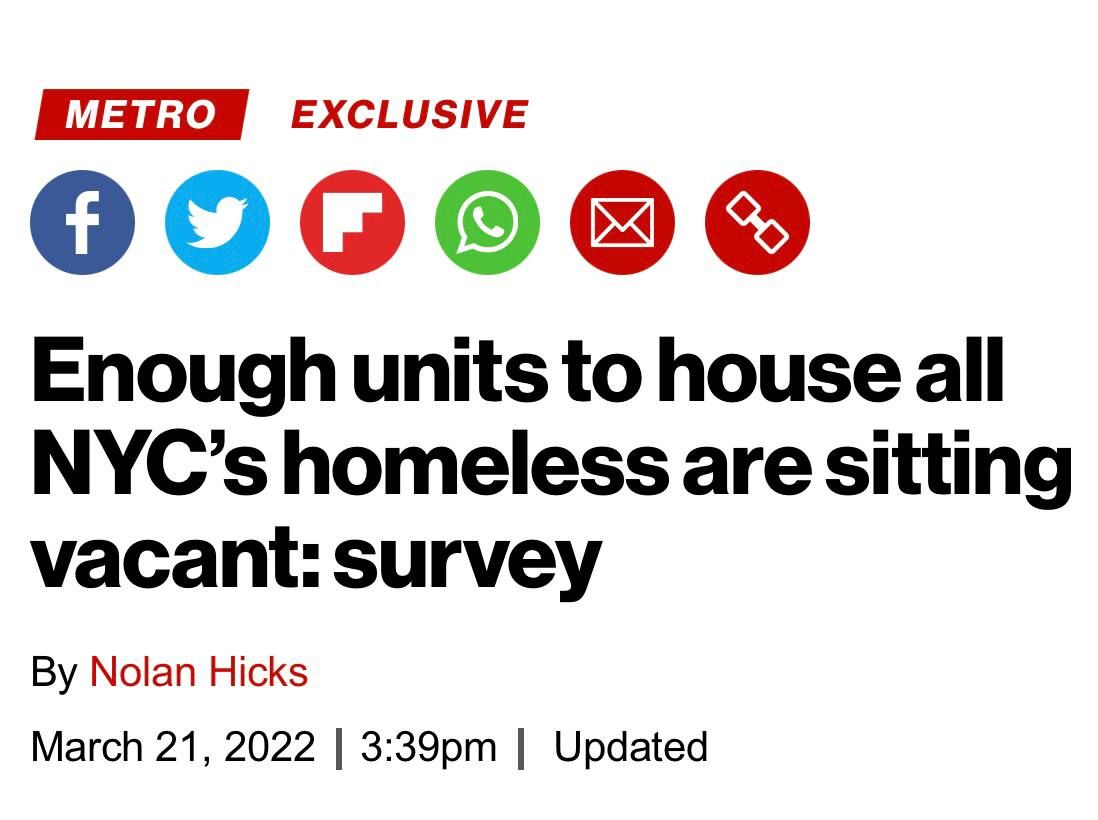 METRO EXCLUSIVE
Enough units to house all
NYC’s homeless are sitting
vacant: survey
By Nolan Hicks
March 21, 2022 | 3:39pm | Updated